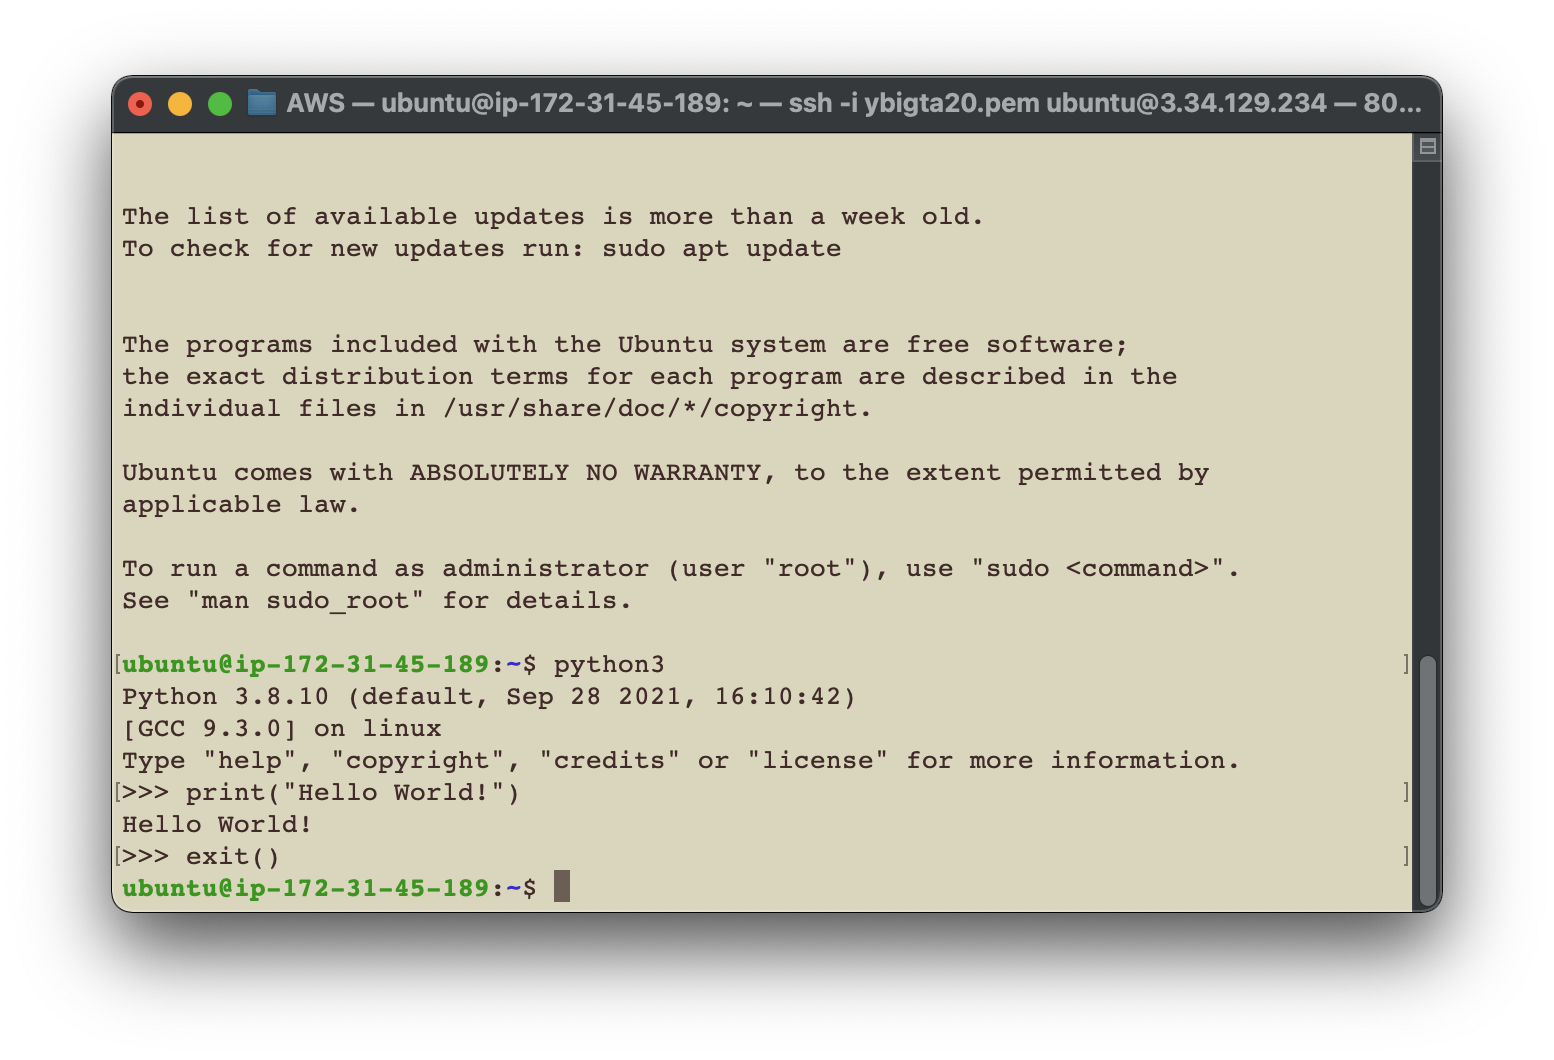 AWS — ubuntu@ip-172-31-45-189: ~ — ssh -i ybigta20.pem ubuntu@3.34.129.234 — 80...
The list of available updates is more than a week old.
To check for new updates run: sudo apt update
The programs included with the Ubuntu system are free software;
the exact distribution terms for each program are described in the
individual files in /usr/share/doc/*/copyright.
Ubuntu comes with ABSOLUTELY NO WARRANTY, to the extent permitted by
applicable law.
To run a command as administrator (user "root"), use "sudo <command>".
See "man sudo_root" for details.
[ubuntu@ip-172-31-45-189:~$ python3 ]
Python 3.8.10 (default, Sep 28 2021, 16:10:42)
[GCC 9.3.0] on linux
Type "help", "copyright", "credits" or "license" for more information.
[>>> print("Hello World!") ]
Hello World!
[>>> exit() ]
ubuntu@ip-172-31-45-189:~$